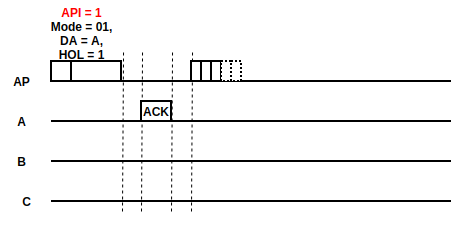 API = 1
Mode = 01,
DA = A,
HOL = 1
AP
ACK
A
B
C